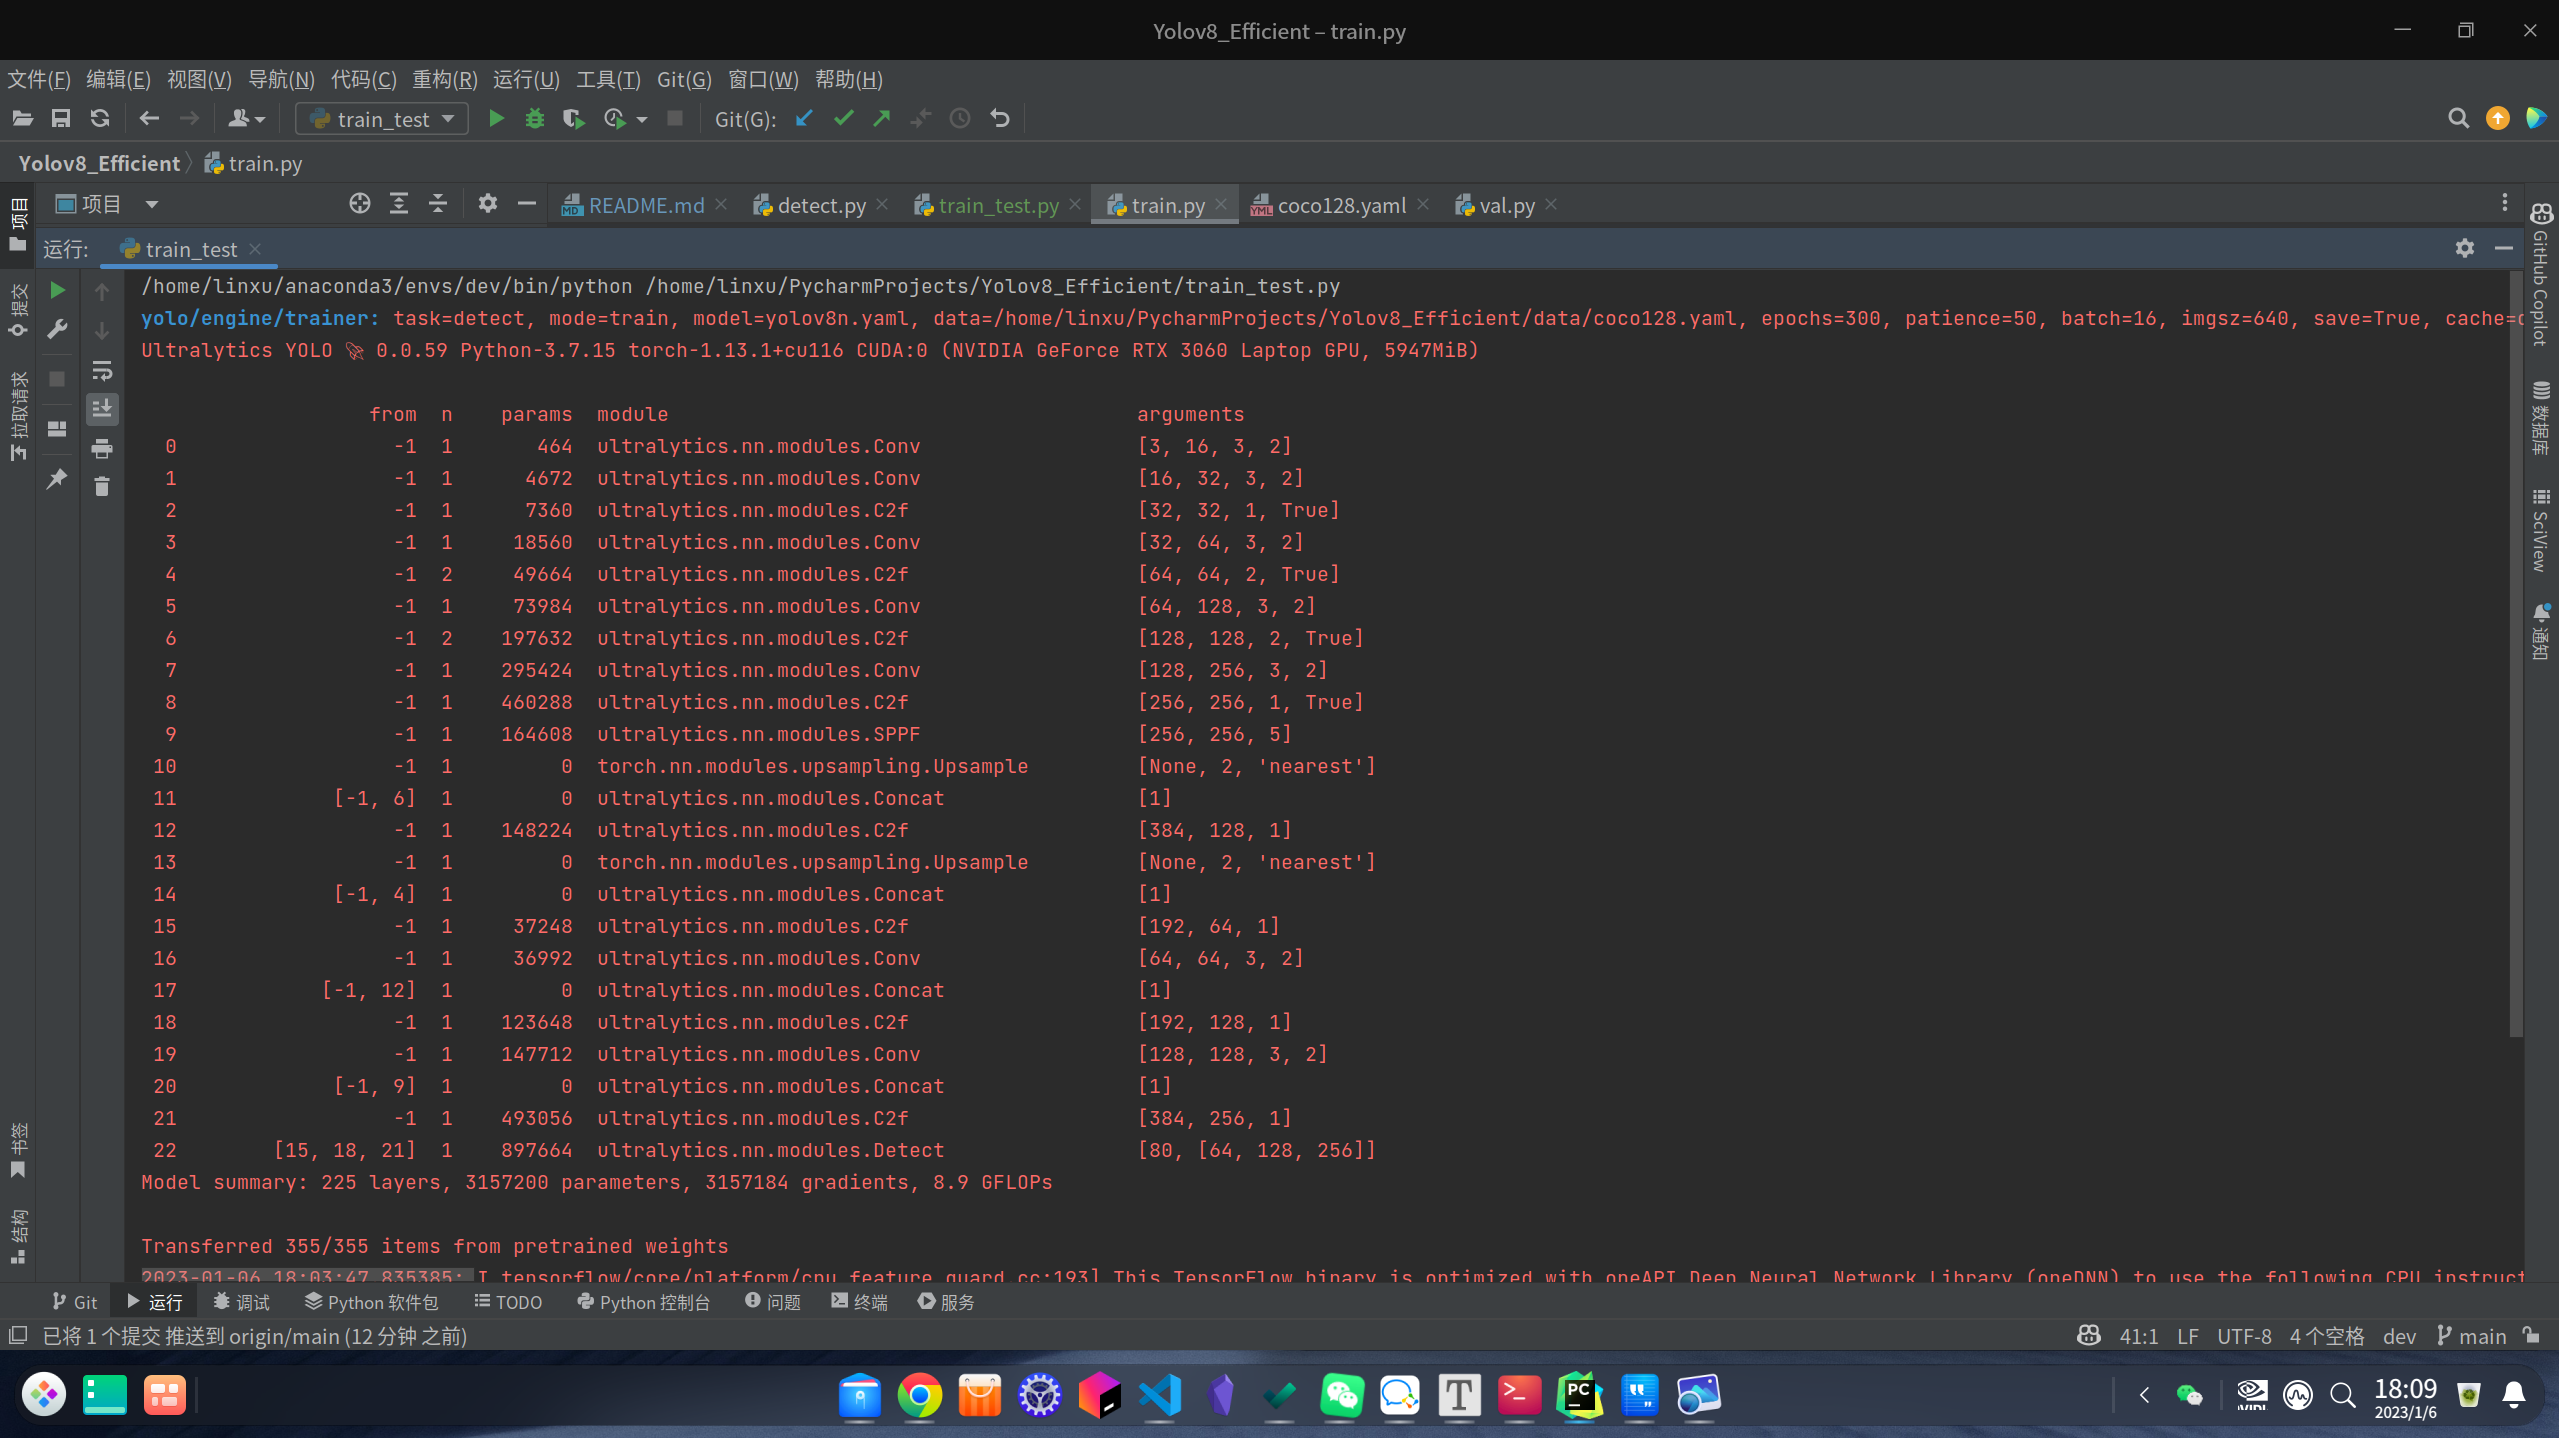 Yolov8_Efficient – train.py
文件(F) 编辑(E) 视图(V) 导航(N) 代码(C) 重构(R) 运行(U) 工具(T) Git(G) 窗口(W) 帮助(H)
train_test Git(G):
Yolov8_Efficient train.py
项目 README.md detect.py train_test.py train.py coco128.yaml val.py
运行: train_test
/home/linxu/anaconda3/envs/dev/bin/python /home/linxu/PycharmProjects/Yolov8_Efficient/train_test.py
yolo/engine/trainer: task=detect, mode=train, model=yolov8n.yaml, data=/home/linxu/PycharmProjects/Yolov8_Efficient/data/coco128.yaml, epochs=300, patience=50, batch=16, imgsz=640, save=True, cache=
Ultralytics YOLO 🚀 0.0.59 Python-3.7.15 torch-1.13.1+cu116 CUDA:0 (NVIDIA GeForce RTX 3060 Laptop GPU, 5947MiB)
from n params module arguments
0 -1 1 464 ultralytics.nn.modules.Conv [3, 16, 3, 2]
1 -1 1 4672 ultralytics.nn.modules.Conv [16, 32, 3, 2]
2 -1 1 7360 ultralytics.nn.modules.C2f [32, 32, 1, True]
3 -1 1 18560 ultralytics.nn.modules.Conv [32, 64, 3, 2]
4 -1 2 49664 ultralytics.nn.modules.C2f [64, 64, 2, True]
5 -1 1 73984 ultralytics.nn.modules.Conv [64, 128, 3, 2]
6 -1 2 197632 ultralytics.nn.modules.C2f [128, 128, 2, True]
7 -1 1 295424 ultralytics.nn.modules.Conv [128, 256, 3, 2]
8 -1 1 460288 ultralytics.nn.modules.C2f [256, 256, 1, True]
9 -1 1 164608 ultralytics.nn.modules.SPPF [256, 256, 5]
10 -1 1 0 torch.nn.modules.upsampling.Upsample [None, 2, 'nearest']
11 [-1, 6] 1 0 ultralytics.nn.modules.Concat [1]
12 -1 1 148224 ultralytics.nn.modules.C2f [384, 128, 1]
13 -1 1 0 torch.nn.modules.upsampling.Upsample [None, 2, 'nearest']
14 [-1, 4] 1 0 ultralytics.nn.modules.Concat [1]
15 -1 1 37248 ultralytics.nn.modules.C2f [192, 64, 1]
16 -1 1 36992 ultralytics.nn.modules.Conv [64, 64, 3, 2]
17 [-1, 12] 1 0 ultralytics.nn.modules.Concat [1]
18 -1 1 123648 ultralytics.nn.modules.C2f [192, 128, 1]
19 -1 1 147712 ultralytics.nn.modules.Conv [128, 128, 3, 2]
20 [-1, 9] 1 0 ultralytics.nn.modules.Concat [1]
21 -1 1 493056 ultralytics.nn.modules.C2f [384, 256, 1]
22 [15, 18, 21] 1 897664 ultralytics.nn.modules.Detect [80, [64, 128, 256]]
Model summary: 225 layers, 3157200 parameters, 3157184 gradients, 8.9 GFLOPs
Transferred 355/355 items from pretrained weights
2023-01-06 18:03:47.835385: I tensorflow/core/platform/cpu_feature_guard.cc:193] This TensorFlow binary is optimized with oneAPI Deep Neural Network Library (oneDNN) to use the following CPU instruct
项目
提交
拉取请求
书签
结构
GitHub Copilot
数据库
SciView
通知
Git 运行 调试 Python 软件包 TODO Python 控制台 问题 终端 服务
已将 1 个提交 推送到 origin/main (12 分钟 之前) 41:1 LF UTF-8 4 个空格 dev main
18:09
2023/1/6